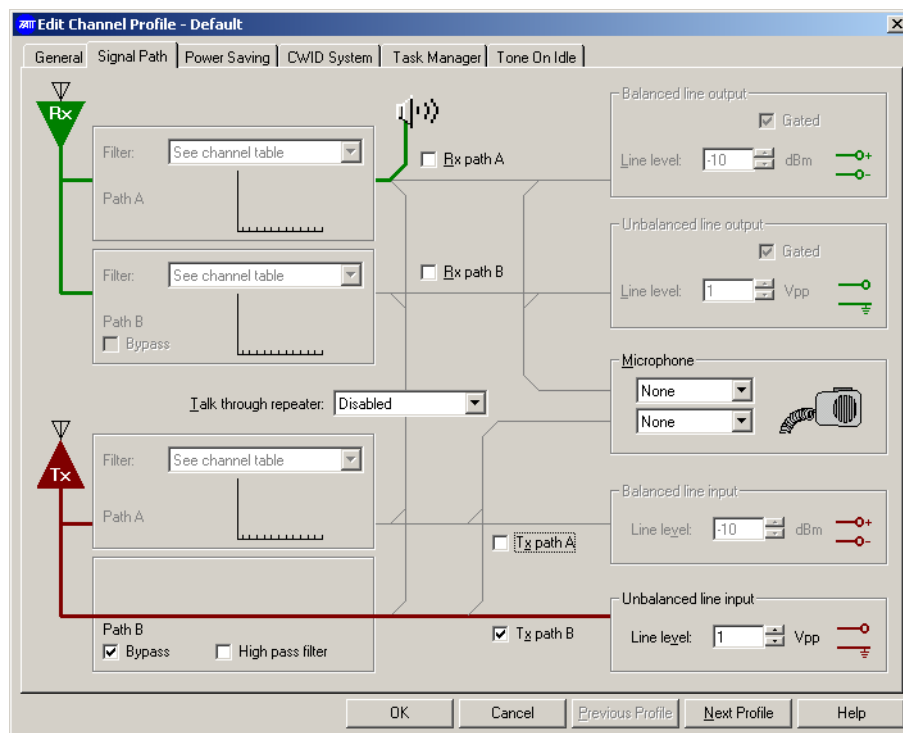 TAIT Edit Channel Profile - Default
General Signal Path Power Saving CWID System Task Manager Tone On Idle
Rx
Filter: See channel table
Path A
Rx path A
Balanced line output
Gated
Line level: -10 dBm
Filter: See channel table
Path B
Bypass
Rx path B
Unbalanced line output
Gated
Line level: 1 Vpp
Microphone
None
None
Talk through repeater: Disabled
Tx
Filter: See channel table
Path A
Tx path A
Balanced line input
Line level: -10 dBm
Path B
Bypass High pass filter
Tx path B
Unbalanced line input
Line level: 1 Vpp
OK Cancel Previous Profile Next Profile Help